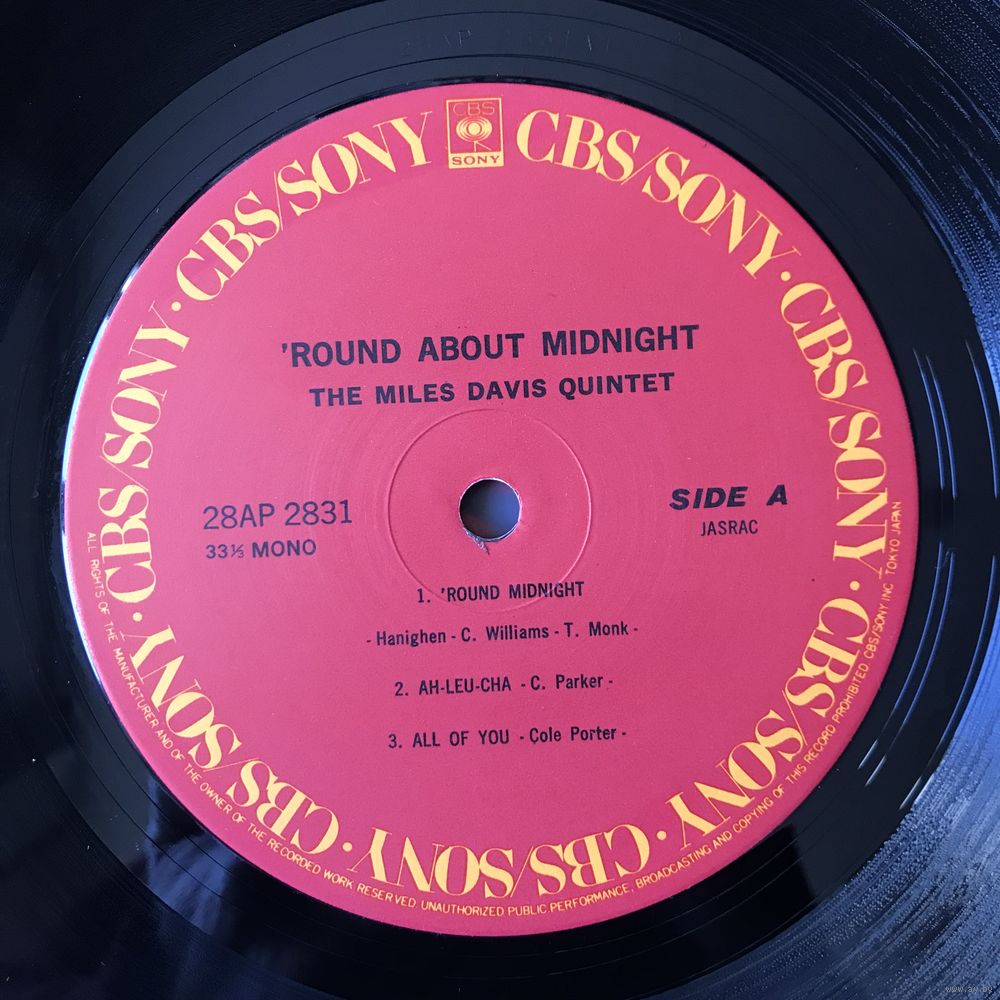 CBS
SONY
CBS/SONY · CBS/SONY · CBS/SONY · CBS/SONY · CBS/SONY · CBS/SONY · CBS/SONY · CBS/SONY
'ROUND ABOUT MIDNIGHT
THE MILES DAVIS QUINTET
28AP 2831
33⅓ MONO
SIDE A
JASRAC
1. 'ROUND MIDNIGHT
- Hanighen - C. Williams - T. Monk -
2. AH-LEU-CHA - C. Parker -
3. ALL OF YOU - Cole Porter -
ALL RIGHTS OF THE MANUFACTURER AND OF THE OWNER OF THE RECORDED WORK RESERVED. UNAUTHORIZED PUBLIC PERFORMANCE, BROADCASTING AND COPYING OF THIS RECORD PROHIBITED CBS/SONY INC. TOKYO JAPAN